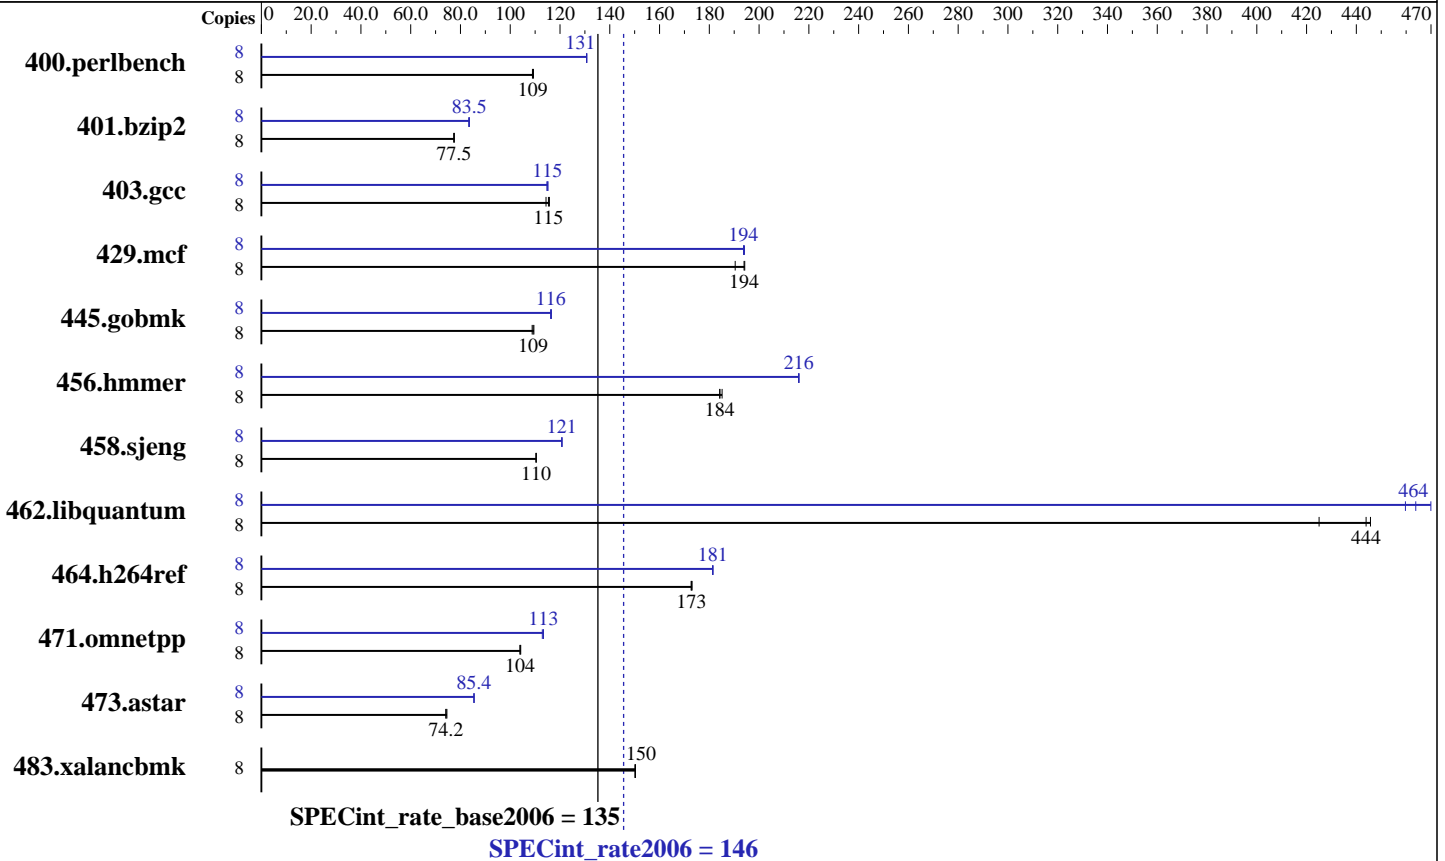 Copies 0 20.0 40.0 60.0 80.0 100 120 140 160 180 200 220 240 260 280 300 320 340 360 380 400 420 440 470
400.perlbench 8 131
8 109
401.bzip2 8 83.5
8 77.5
403.gcc 8 115
8 115
429.mcf 8 194
8 194
445.gobmk 8 116
8 109
456.hmmer 8 216
8 184
458.sjeng 8 121
8 110
462.libquantum 8 464
8 444
464.h264ref 8 181
8 173
471.omnetpp 8 113
8 104
473.astar 8 85.4
8 74.2
483.xalancbmk 8 150
SPECint_rate_base2006 = 135
SPECint_rate2006 = 146